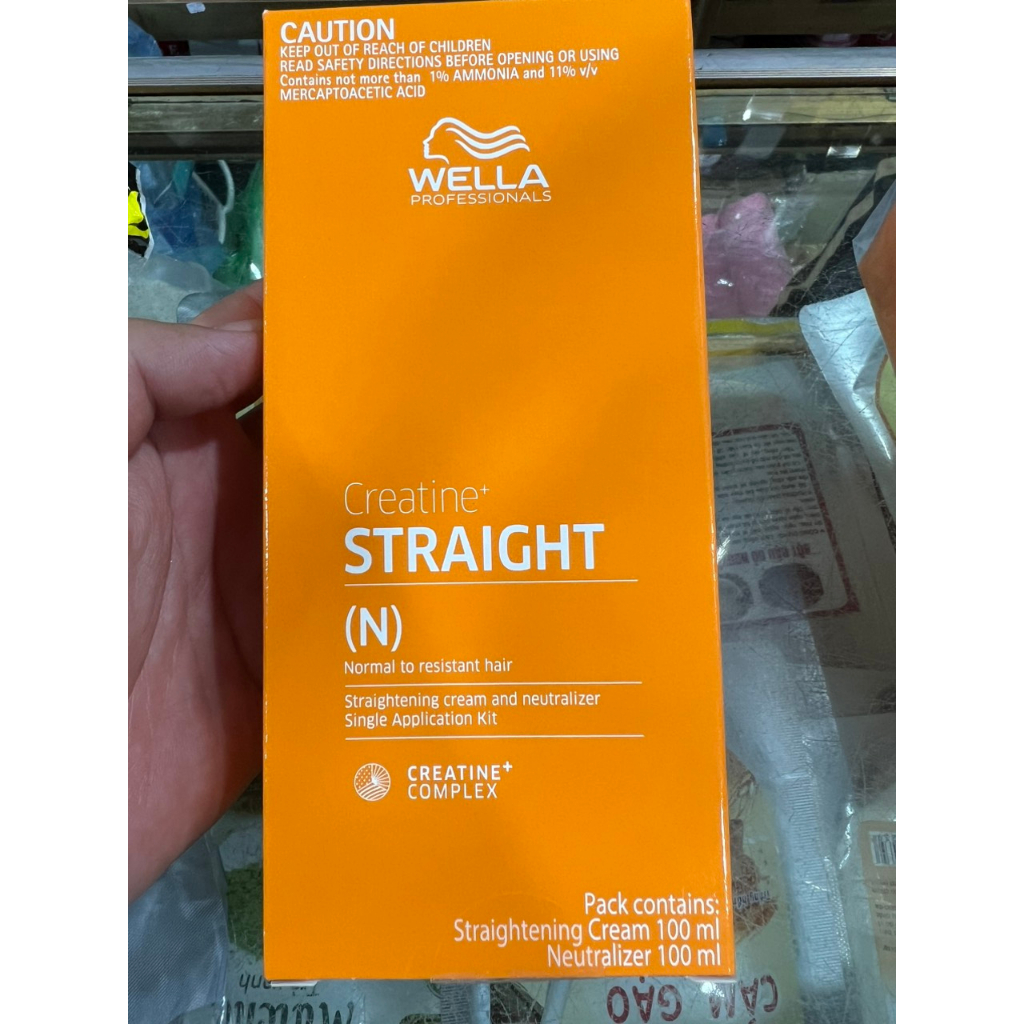 CAUTION
KEEP OUT OF REACH OF CHILDREN
READ SAFETY DIRECTIONS BEFORE OPENING OR USING
Contains not more than 1% AMMONIA and 11% v/v
MERCAPTOACETIC ACID
WELLA
PROFESSIONALS
Creatine+
STRAIGHT
(N)
Normal to resistant hair
Straightening cream and neutralizer
Single Application Kit
CREATINE+
COMPLEX
Pack contains:
Straightening Cream 100 ml
Neutralizer 100 ml
CÁM GẠO